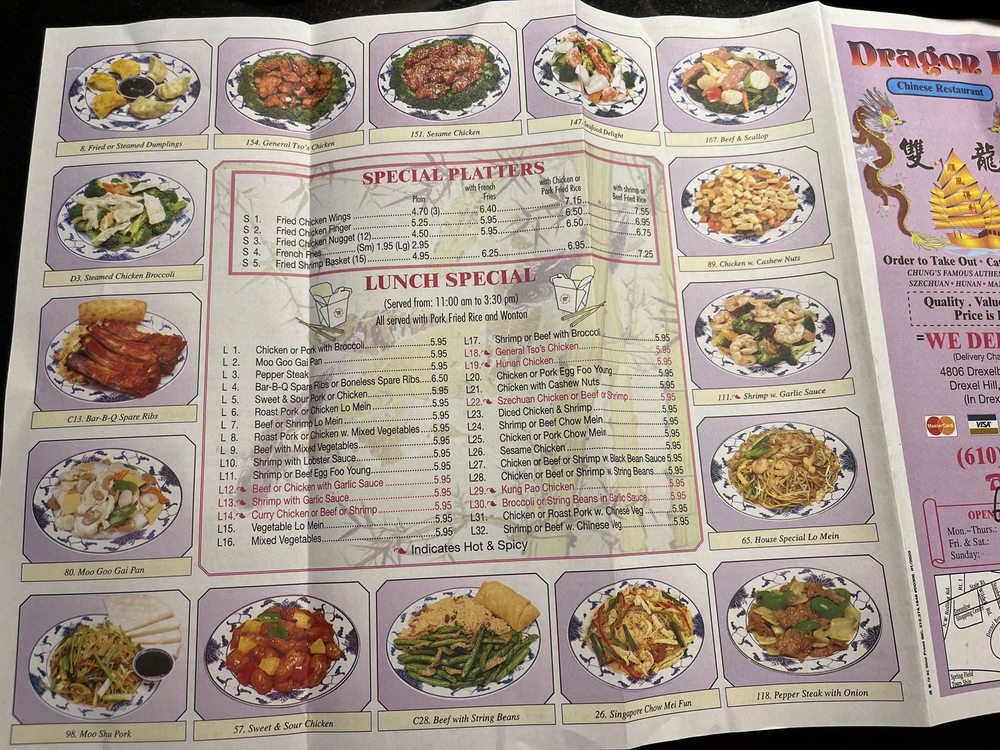 8. Fried or Steamed Dumplings
154. General Tso's Chicken
151. Sesame Chicken
147. Seafood Delight
167. Beef & Scallop
D3. Steamed Chicken Broccoli
C13. Bar-B-Q Spare Ribs
80. Moo Goo Gai Pan
98. Moo Shu Pork
57. Sweet & Sour Chicken
C28. Beef with String Beans
26. Singapore Chow Mei Fun
118. Pepper Steak with Onion
89. Chicken w. Cashew Nuts
111. Shrimp w. Garlic Sauce
65. House Special Lo Mein
SPECIAL PLATTERS
Plain with French Fries with Chicken or Pork Fried Rice with shrimp or Beef Fried Rice
S 1. Fried Chicken Wings 4.70 (3) 6.40 7.15 7.55
S 2. Fried Chicken Finger 5.25 5.95 6.50 6.95
S 3. Fried Chicken Nugget (12) 4.50 5.95 6.50 6.75
S 4. French Fries (Sm) 1.95 (Lg) 2.95
S 5. Fried Shrimp Basket (15) 4.95 6.25 6.95 7.25
LUNCH SPECIAL
(Served from: 11:00 am to 3:30 pm)
All served with Pork Fried Rice and Wonton
L 1. Chicken or Pork with Broccoli 5.95
L 2. Moo Goo Gai Pan 5.95
L 3. Pepper Steak 5.95
L 4. Bar-B-Q Spare Ribs or Boneless Spare Ribs 6.50
L 5. Sweet & Sour Pork or Chicken 5.95
L 6. Roast Pork or Chicken Lo Mein 5.95
L 7. Beef or Shrimp Lo Mein 5.95
L 8. Roast Pork or Chicken w. Mixed Vegetables 5.95
L 9. Beef with Mixed Vegetables 5.95
L10. Shrimp with Lobster Sauce 5.95
L11. Shrimp or Beef Egg Foo Young 5.95
L12. Beef or Chicken with Garlic Sauce 5.95
L13. Shrimp with Garlic Sauce 5.95
L14. Curry Chicken or Beef or Shrimp 5.95
L15. Vegetable Lo Mein 5.95
L16. Mixed Vegetables 5.95
L17. Shrimp or Beef with Broccoli 5.95
L18. General Tso's Chicken 5.95
L19. Hunan Chicken 5.95
L20. Chicken or Pork Egg Foo Young 5.95
L21. Chicken with Cashew Nuts 5.95
L22. Szechuan Chicken or Beef or Shrimp 5.95
L23. Diced Chicken & Shrimp 5.95
L24. Shrimp or Beef Chow Mein 5.95
L25. Chicken or Pork Chow Mein 5.95
L26. Sesame Chicken 5.95
L27. Chicken or Beef or Shrimp w. Black Bean Sauce 5.95
L28. Chicken or Beef or Shrimp w. String Beans 5.95
L29. Kung Pao Chicken 5.95
L30. Broccoli or String Beans in Garlic Sauce 5.95
L31. Chicken or Roast Pork w. Chinese Veg 5.95
L32. Shrimp or Beef w. Chinese Veg 5.95
Indicates Hot & Spicy
Dragon
Chinese Restaurant
雙 龍
Order to Take Out
CHUNG'S FAMOUS
SZECHUAN • HUNAN
Quality . 
Price is
WE
(Delivery
4806
Drexel Hill,
(In
MasterCard VISA
(610)
Mon.~Thurs.:
Fri. & Sat.:
Sunday:
Spring Field